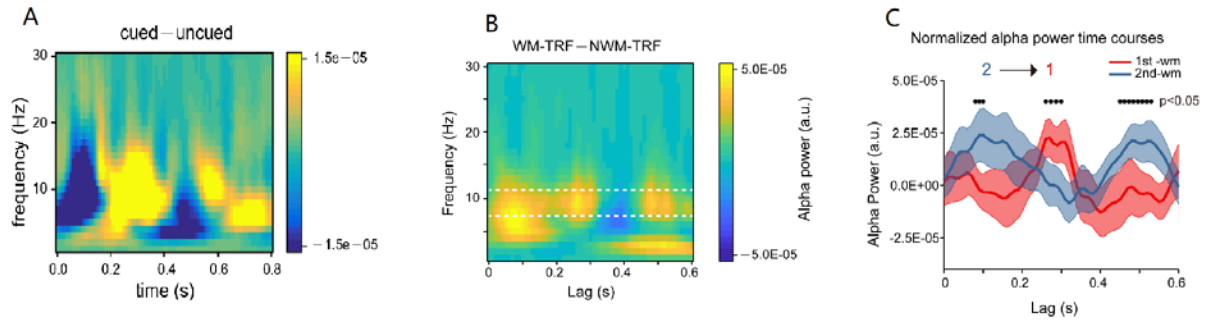 A
cued−uncued
frequency (Hz)
30
20
10
0.0 0.2 0.4 0.6 0.8
time (s)
1.5e−05
−1.5e−05
B
WM-TRF−NWM-TRF
Frequency (Hz)
30
20
10
0 0.2 0.4 0.6
Lag (s)
5.0E-05
−5.0E-05
Alpha power (a.u.)
C
Normalized alpha power time courses
2 1
1st -wm
2nd-wm
p<0.05
Alpha Power (a.u.)
5.0E-05
2.5E-05
0.0E+00
-2.5E-05
0 0.2 0.4 0.6
Lag (s)